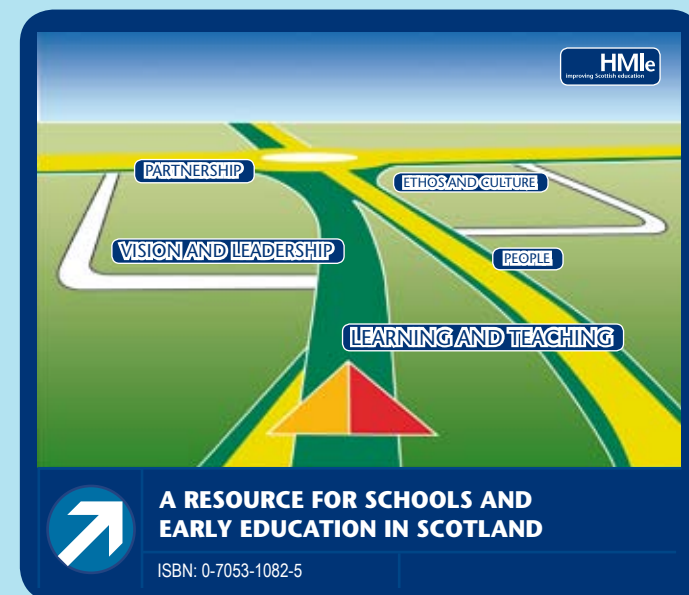 HMIe
improving Scottish education
PARTNERSHIP
ETHOS AND CULTURE
VISION AND LEADERSHIP
PEOPLE
LEARNING AND TEACHING
A RESOURCE FOR SCHOOLS AND
EARLY EDUCATION IN SCOTLAND
ISBN: 0-7053-1082-5